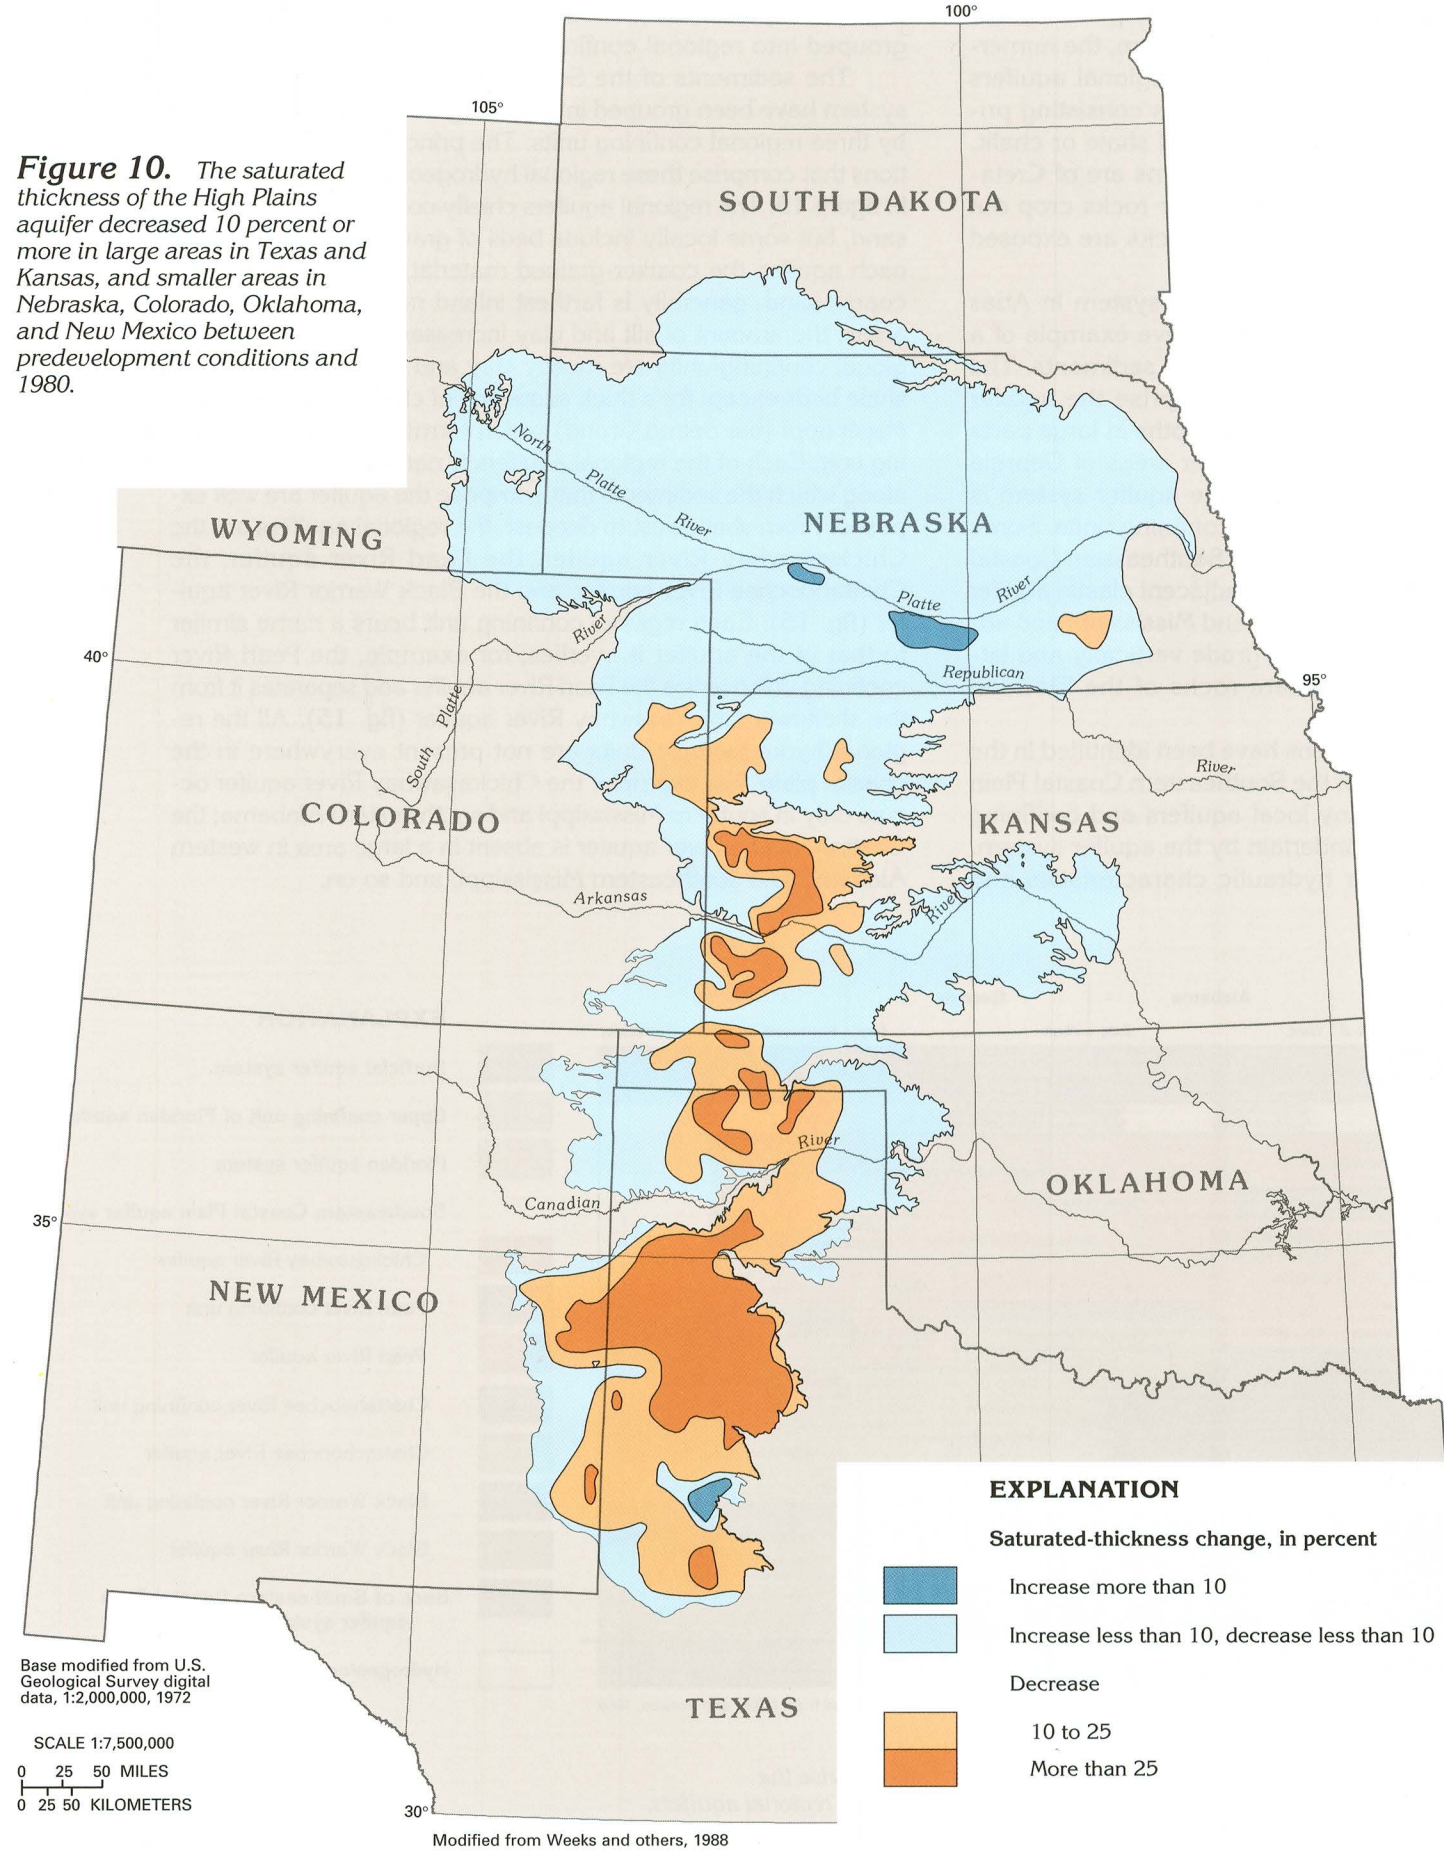 100°
105°
Figure 10. The saturated
thickness of the High Plains
aquifer decreased 10 percent or
more in large areas in Texas and
Kansas, and smaller areas in
Nebraska, Colorado, Oklahoma,
and New Mexico between
predevelopment conditions and
1980.
SOUTH DAKOTA
North
Platte
River
WYOMING
NEBRASKA
Platte
River
River
40°
Republican
95°
South Platte
River
COLORADO
KANSAS
Arkansas
River
River
OKLAHOMA
Canadian
35°
NEW MEXICO
EXPLANATION
Saturated-thickness change, in percent
Increase more than 10
Increase less than 10, decrease less than 10
Decrease
10 to 25
More than 25
Base modified from U.S.
Geological Survey digital
data, 1:2,000,000, 1972
TEXAS
SCALE 1:7,500,000
0 25 50 MILES
0 25 50 KILOMETERS
30°
Modified from Weeks and others, 1988